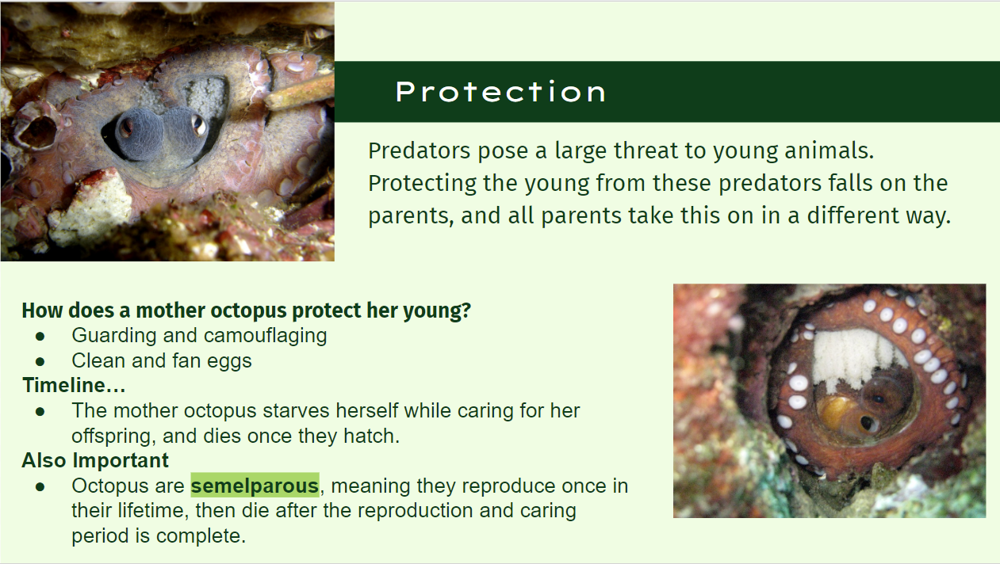 Protection
Predators pose a large threat to young animals.
Protecting the young from these predators falls on the
parents, and all parents take this on in a different way.
How does a mother octopus protect her young?
● Guarding and camouflaging
● Clean and fan eggs
Timeline…
● The mother octopus starves herself while caring for her
offspring, and dies once they hatch.
Also Important
● Octopus are semelparous, meaning they reproduce once in
their lifetime, then die after the reproduction and caring
period is complete.